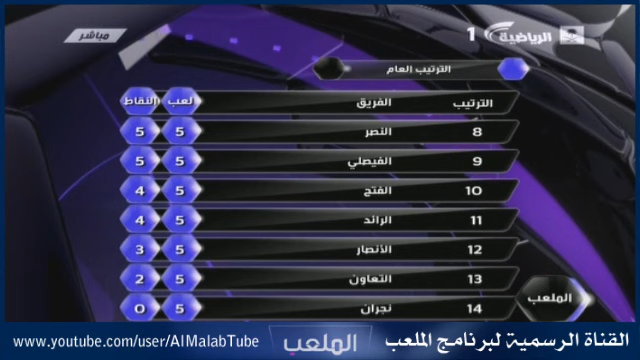 الرياضية 1
مباشر
الترتيب العام
الترتيب الفريق لعب النقاط
8 النصر 5 5
9 الفيصلي 5 5
10 الفتح 5 4
11 الرائد 5 4
12 الأنصار 5 3
13 التعاون 5 2
14 نجران 5 0
الملعب
القناة الرسمية لبرنامج الملعب الملعب www.youtube.com/user/AlMalabTube